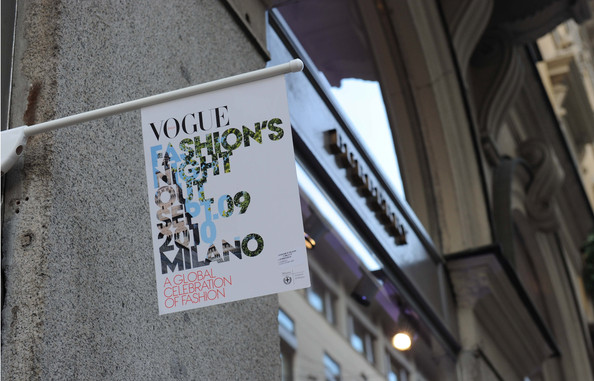 VOGUE
FASHION'S
NIGHT
OUT
SEPT.09
2010
MILANO
A GLOBAL
CELEBRATION
OF FASHION